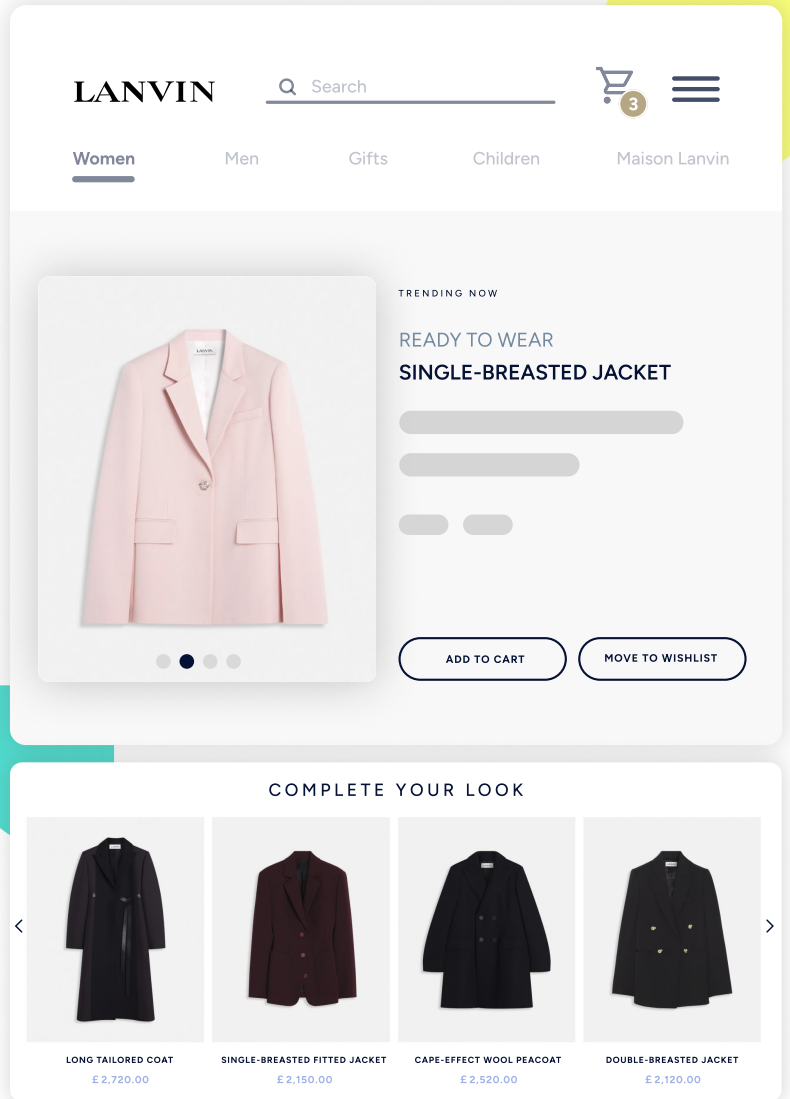 LANVIN
Search
3
Women
Men
Gifts
Children
Maison Lanvin
LANVIN
TRENDING NOW
READY TO WEAR
SINGLE-BREASTED JACKET
ADD TO CART
MOVE TO WISHLIST
COMPLETE YOUR LOOK
LONG TAILORED COAT
£2,720.00
SINGLE-BREASTED FITTED JACKET
£2,150.00
CAPE-EFFECT WOOL PEACOAT
£2,520.00
DOUBLE-BREASTED JACKET
£2,120.00